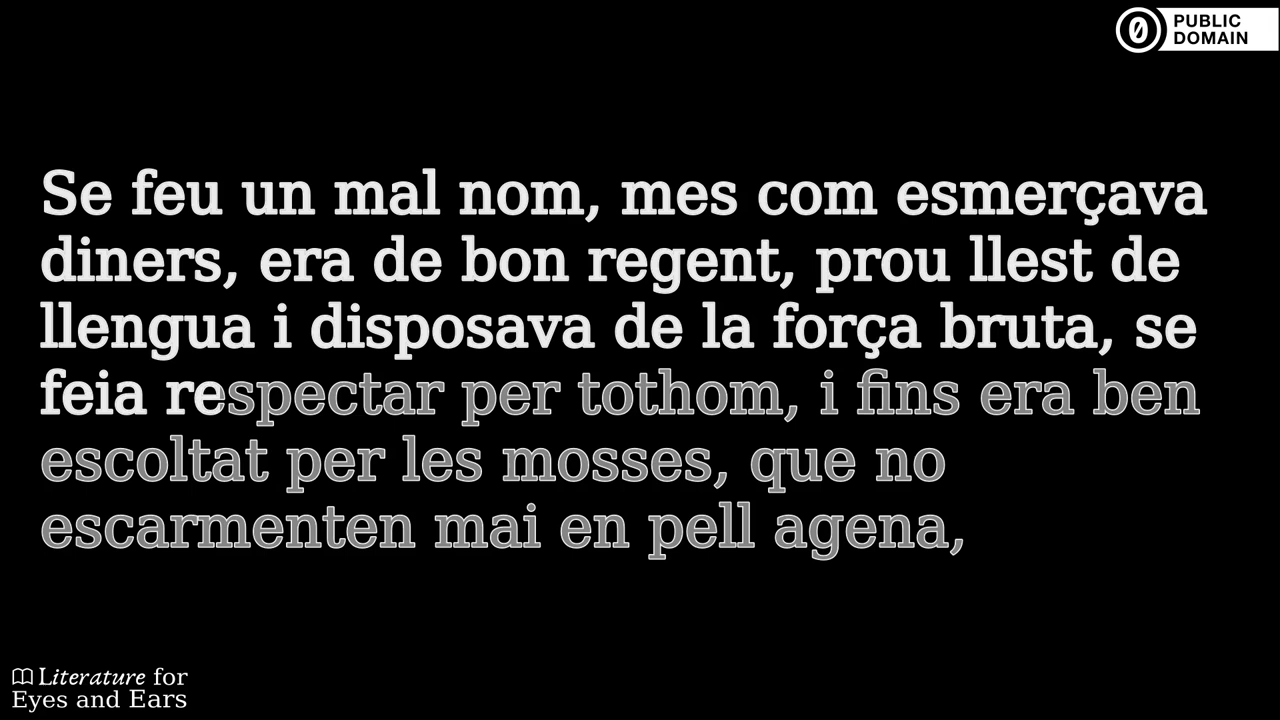 PUBLIC
DOMAIN
Se feu un mal nom, mes com esmerçava
diners, era de bon regent, prou llest de
llengua i disposava de la força bruta, se
feia respectar per tothom, i fins era ben
escoltat per les mosses, que no
escarmenten mai en pell agena,
Literature for
Eyes and Ears